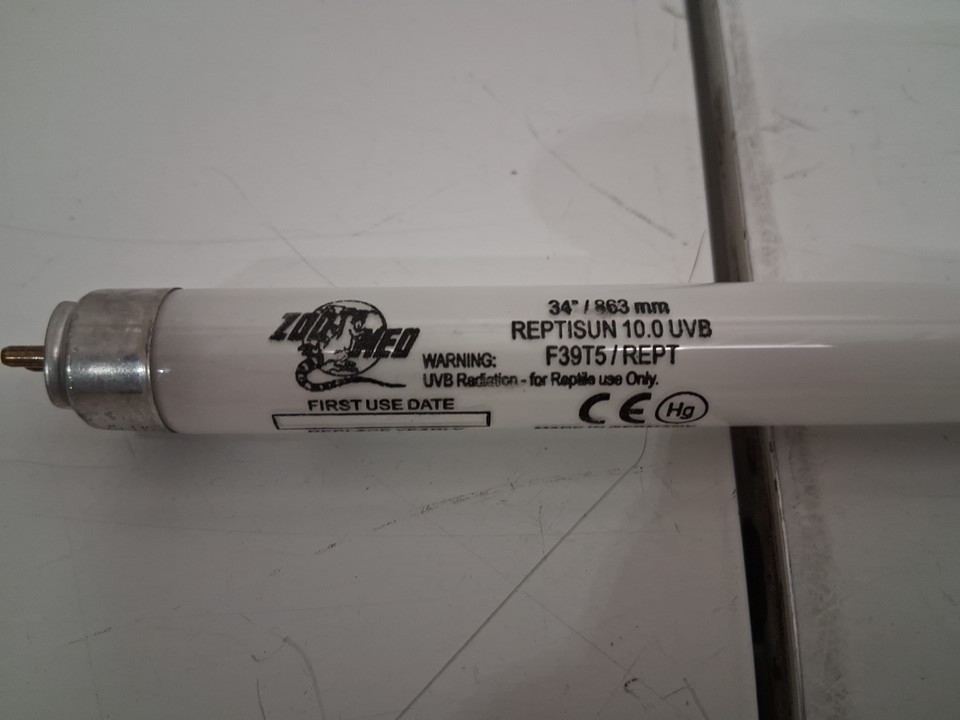 ZOO MED
34" / 863 mm
REPTISUN 10.0 UVB
F39T5 / REPT
WARNING:
UVB Radiation - for Reptile use Only.
FIRST USE DATE
CE Hg